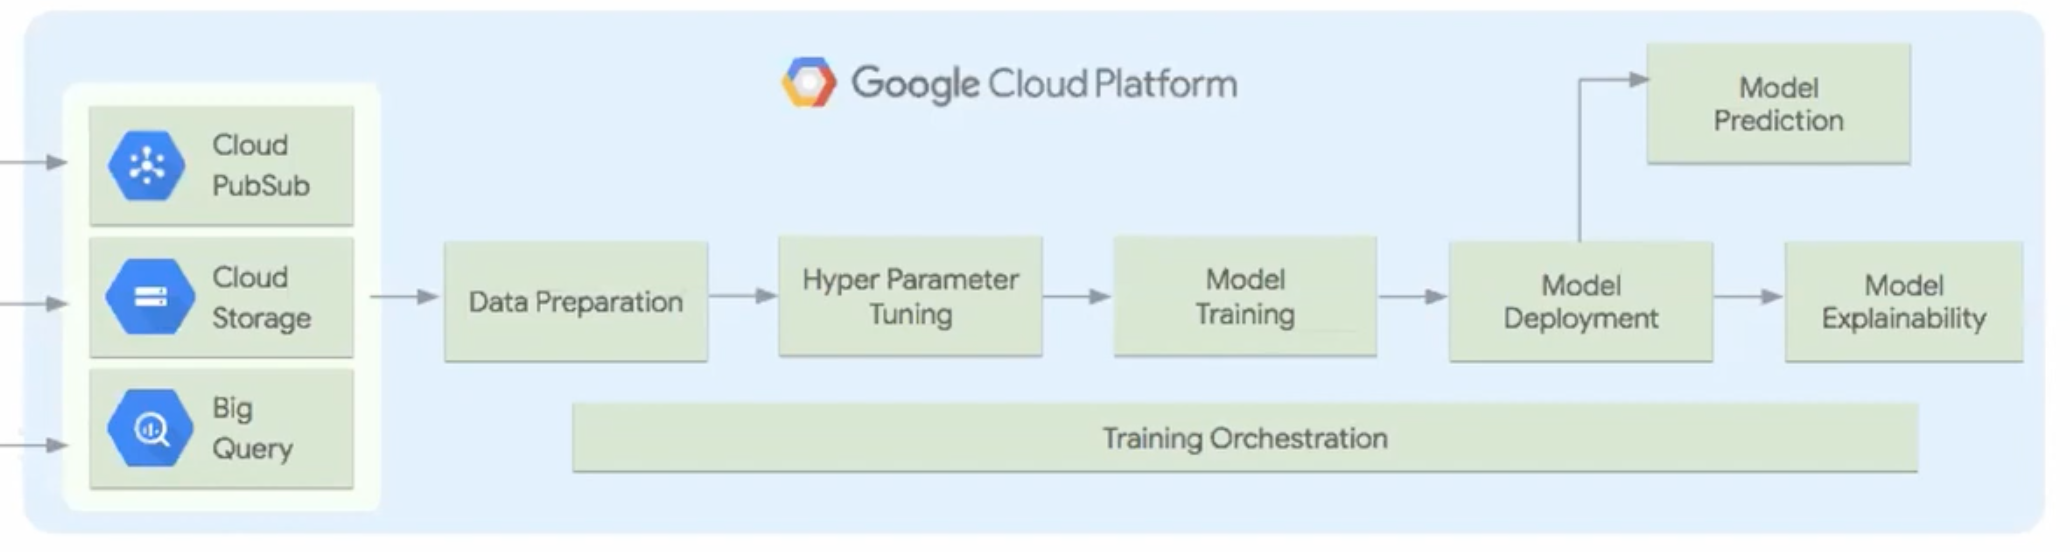 Google Cloud Platform
Cloud
PubSub
Cloud
Storage
Big
Query
Data Preparation
Hyper Parameter
Tuning
Model
Training
Model
Deployment
Model
Prediction
Model
Explainability
Training Orchestration